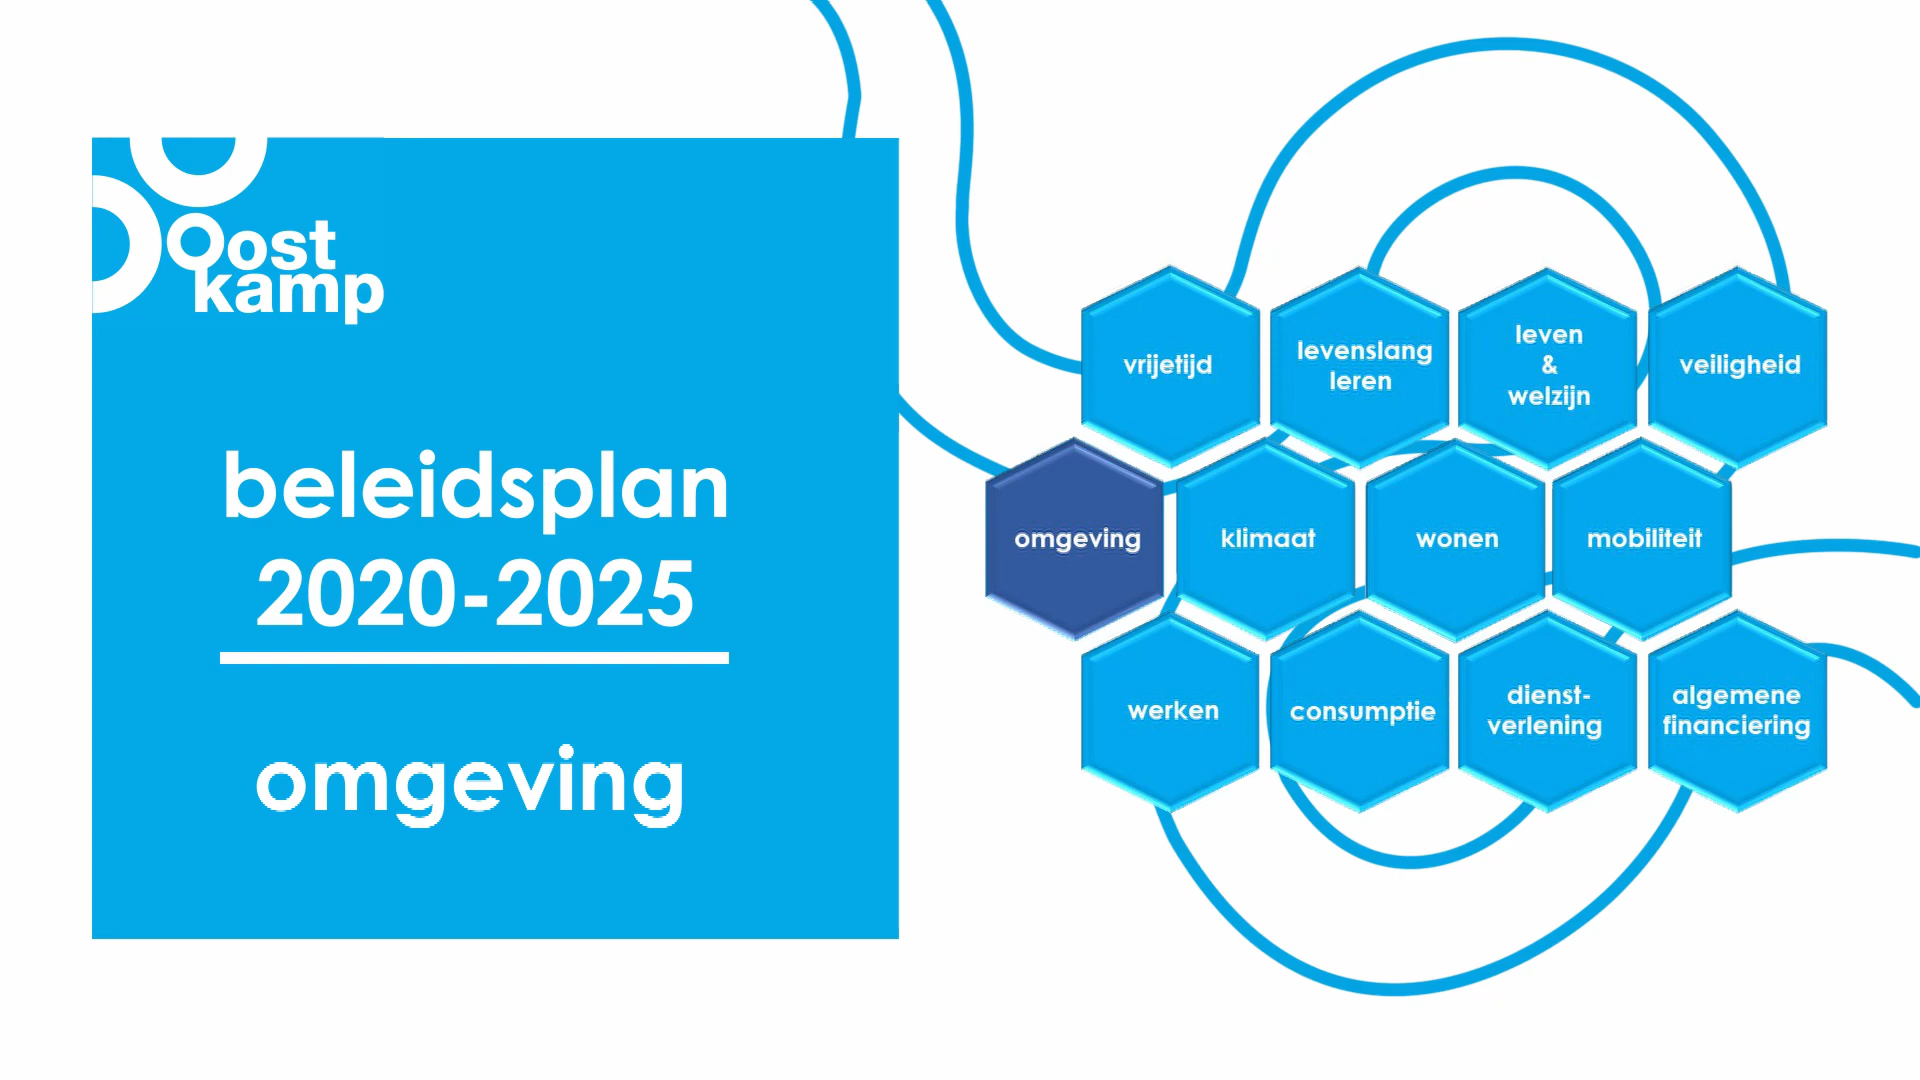 Oost
kamp
beleidsplan
2020-2025
omgeving
vrijetijd
levenslang
leren
leven
&
welzijn
veiligheid
omgeving
klimaat
wonen
mobiliteit
werken
consumptie
dienst-
verlening
algemene
financiering